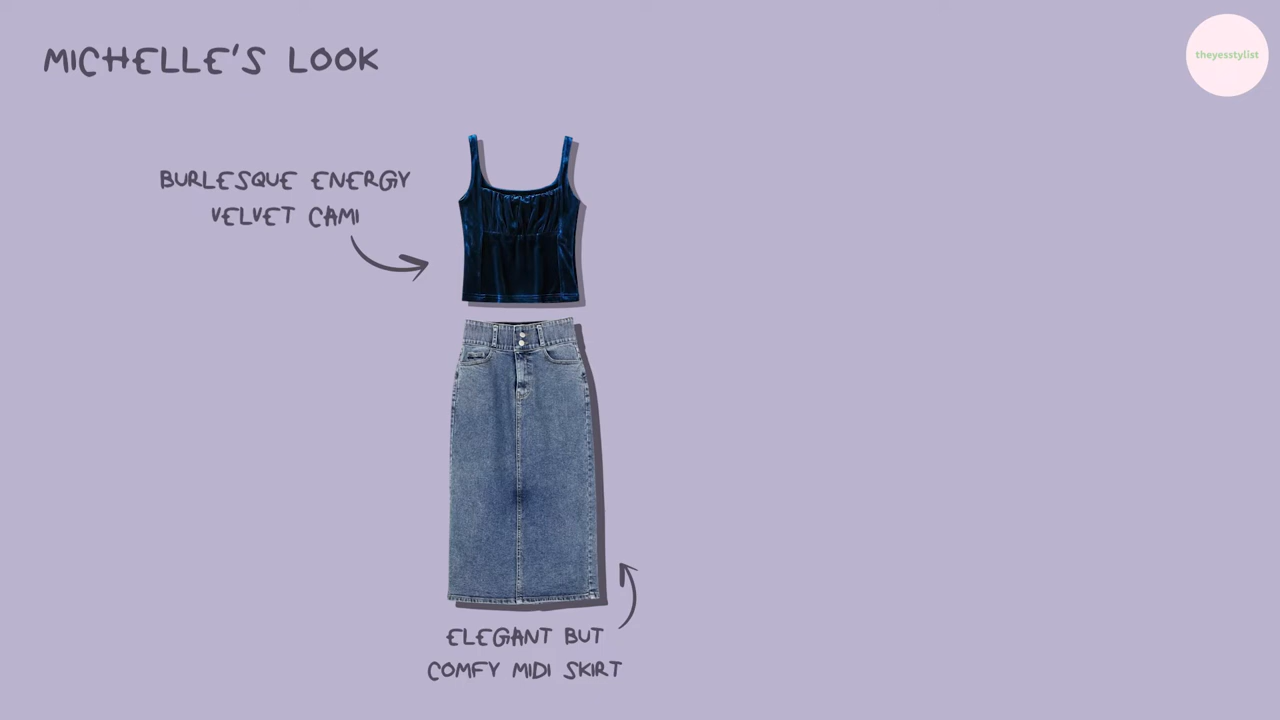 MICHELLE'S LOOK
theyesstylist
BURLESQUE ENERGY
VELVET CAMI
ELEGANT BUT
COMFY MIDI SKIRT